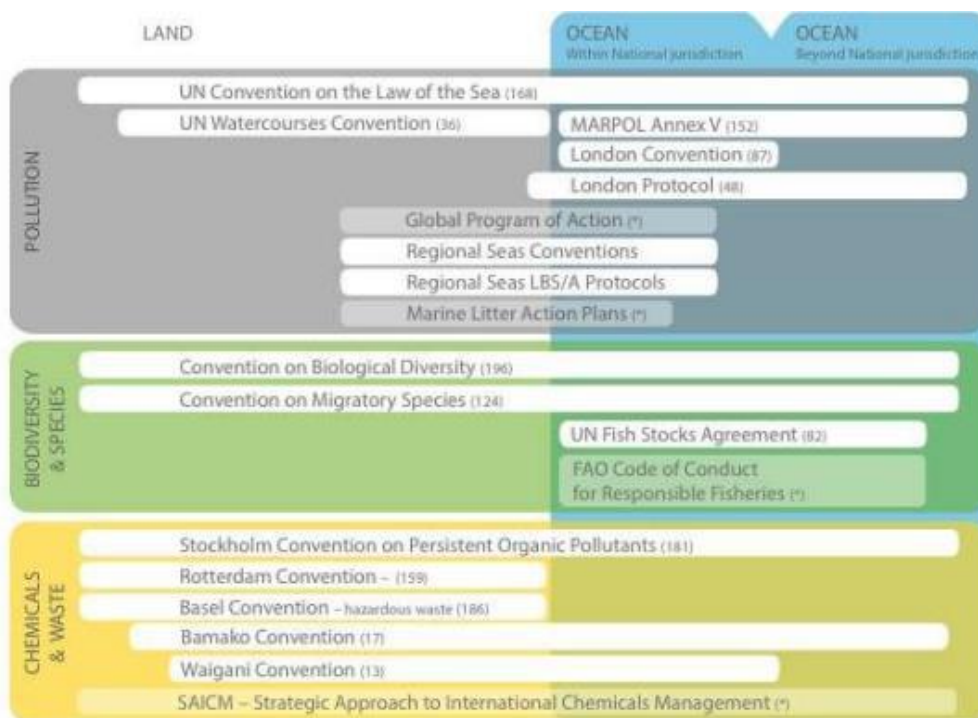 LAND
OCEAN
Within National jurisdiction
OCEAN
Beyond National jurisdiction
POLLUTION
UN Convention on the Law of the Sea (168)
UN Watercourses Convention (36)
MARPOL Annex V (152)
London Convention (87)
London Protocol (48)
Global Program of Action (*)
Regional Seas Conventions
Regional Seas LBS/A Protocols
Marine Litter Action Plans (*)
BIODIVERSITY
& SPECIES
Convention on Biological Diversity (196)
Convention on Migratory Species (124)
UN Fish Stocks Agreement (82)
FAO Code of Conduct
for Responsible Fisheries (*)
CHEMICALS
& WASTE
Stockholm Convention on Persistent Organic Pollutants (181)
Rotterdam Convention – (159)
Basel Convention – hazardous waste (186)
Bamako Convention (17)
Waigani Convention (13)
SAICM – Strategic Approach to International Chemicals Management (*)